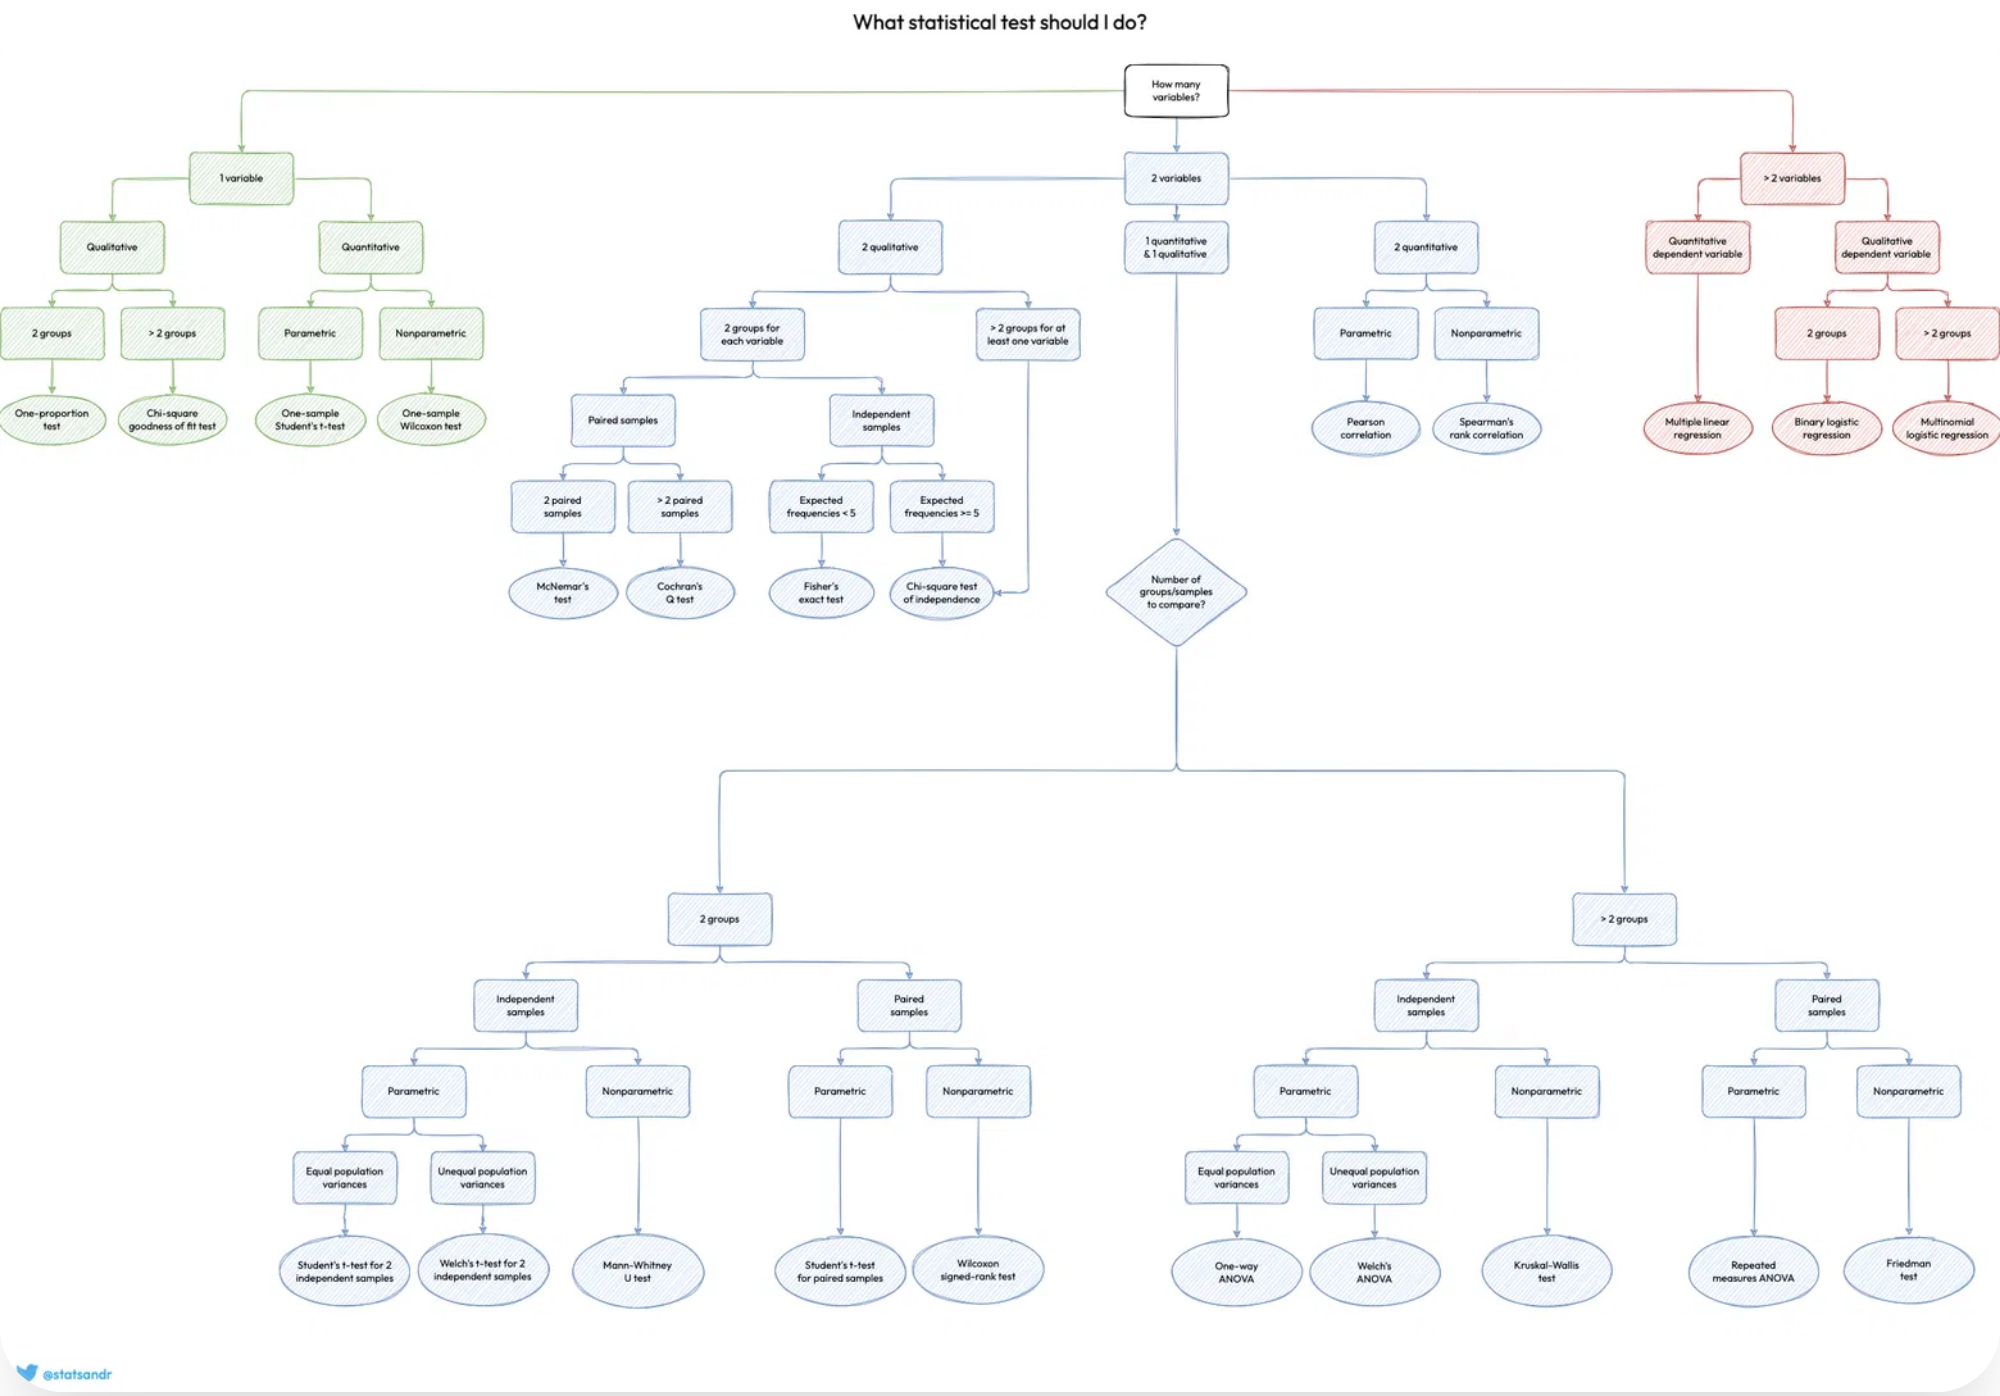 What statistical test should I do?
How many
variables?
1 variable
2 variables
> 2 variables
Qualitative
Quantitative
2 qualitative
1 quantitative
& 1 qualitative
2 quantitative
Quantitative
dependent variable
Qualitative
dependent variable
2 groups
> 2 groups
Parametric
Nonparametric
2 groups for
each variable
> 2 groups for at
least one variable
Parametric
Nonparametric
2 groups
> 2 groups
One-proportion
test
Chi-square
goodness of fit test
One-sample
Student's t-test
One-sample
Wilcoxon test
Paired samples
Independent
samples
Pearson
correlation
Spearman's
rank correlation
Multiple linear
regression
Binary logistic
regression
Multinomial
logistic regression
2 paired
samples
> 2 paired
samples
Expected
frequencies < 5
Expected
frequencies >= 5
McNemar's
test
Cochran's
Q test
Fisher's
exact test
Chi-square test
of independence
Number of
groups/samples
to compare?
2 groups
> 2 groups
Independent
samples
Paired
samples
Independent
samples
Paired
samples
Parametric
Nonparametric
Parametric
Nonparametric
Parametric
Nonparametric
Parametric
Nonparametric
Equal population
variances
Unequal population
variances
Equal population
variances
Unequal population
variances
Student's t-test for 2
independent samples
Welch's t-test for 2
independent samples
Mann-Whitney
U test
Student's t-test
for paired samples
Wilcoxon
signed-rank test
One-way
ANOVA
Welch's
ANOVA
Kruskal-Wallis
test
Repeated
measures ANOVA
Friedman
test
@statsandr